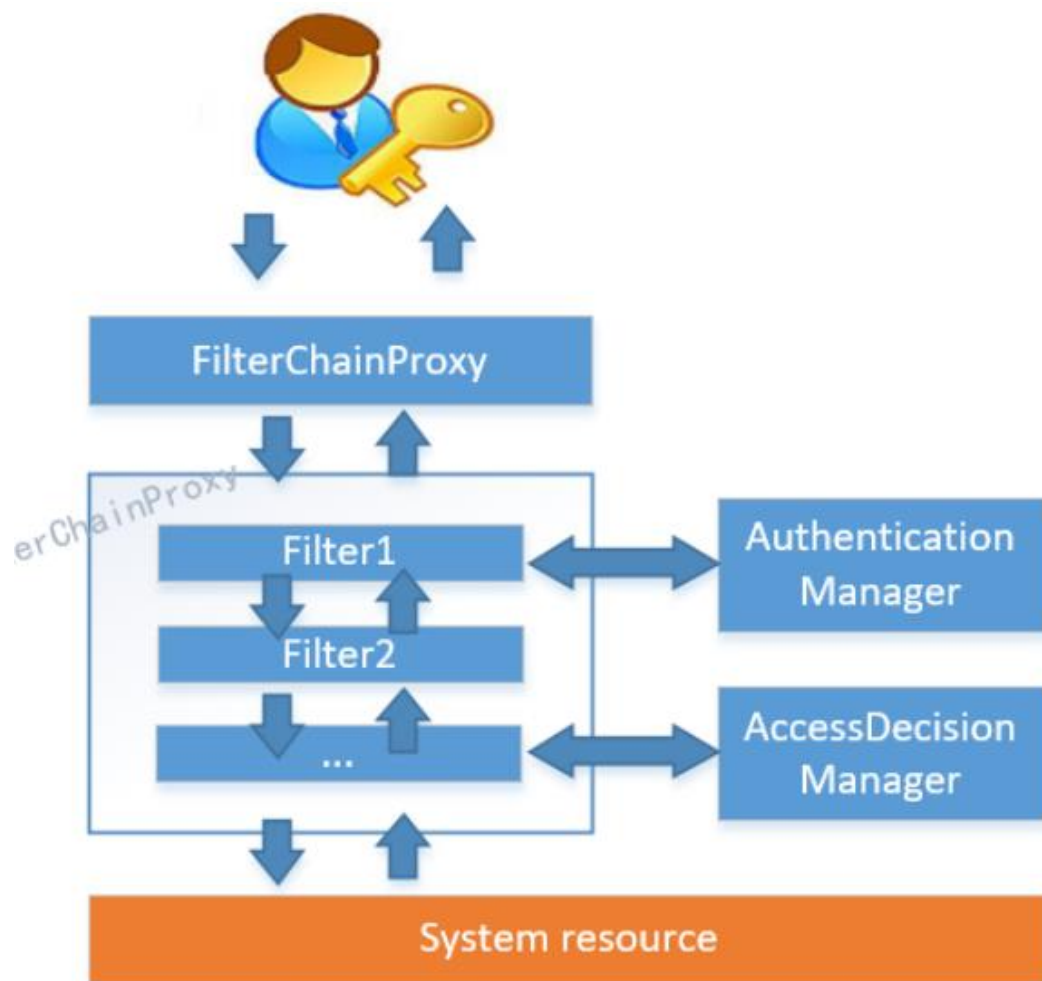 FilterChainProxy
erChainProxy
Filter1
Authentication
Manager
Filter2
...
AccessDecision
Manager
System resource